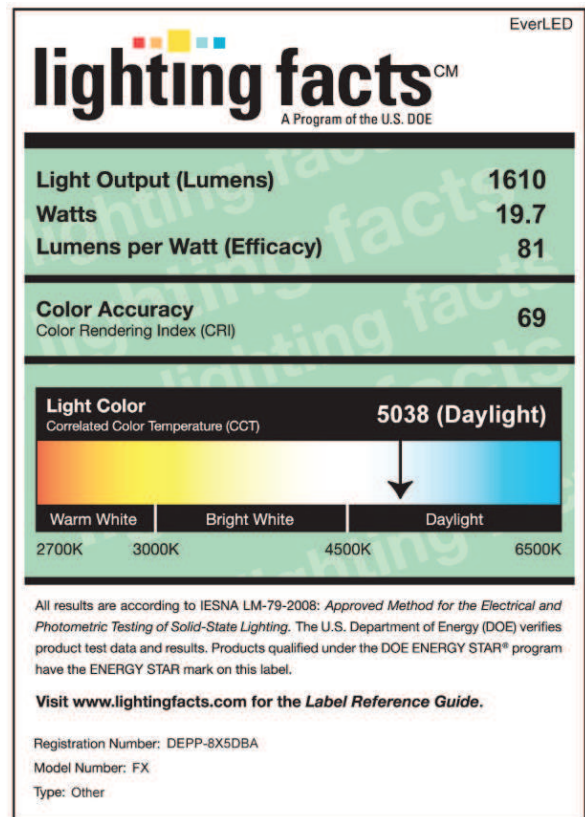 EverLED
lighting facts℠
A Program of the U.S. DOE
Light Output (Lumens) 1610
Watts 19.7
Lumens per Watt (Efficacy) 81
Color Accuracy 69
Color Rendering Index (CRI)
Light Color 5038 (Daylight)
Correlated Color Temperature (CCT)
Warm White Bright White Daylight
2700K 3000K 4500K 6500K
All results are according to IESNA LM-79-2008: Approved Method for the Electrical and
Photometric Testing of Solid-State Lighting. The U.S. Department of Energy (DOE) verifies
product test data and results. Products qualified under the DOE ENERGY STAR® program
have the ENERGY STAR mark on this label.
Visit www.lightingfacts.com for the Label Reference Guide.
Registration Number: DEPP-8X5DBA
Model Number: FX
Type: Other